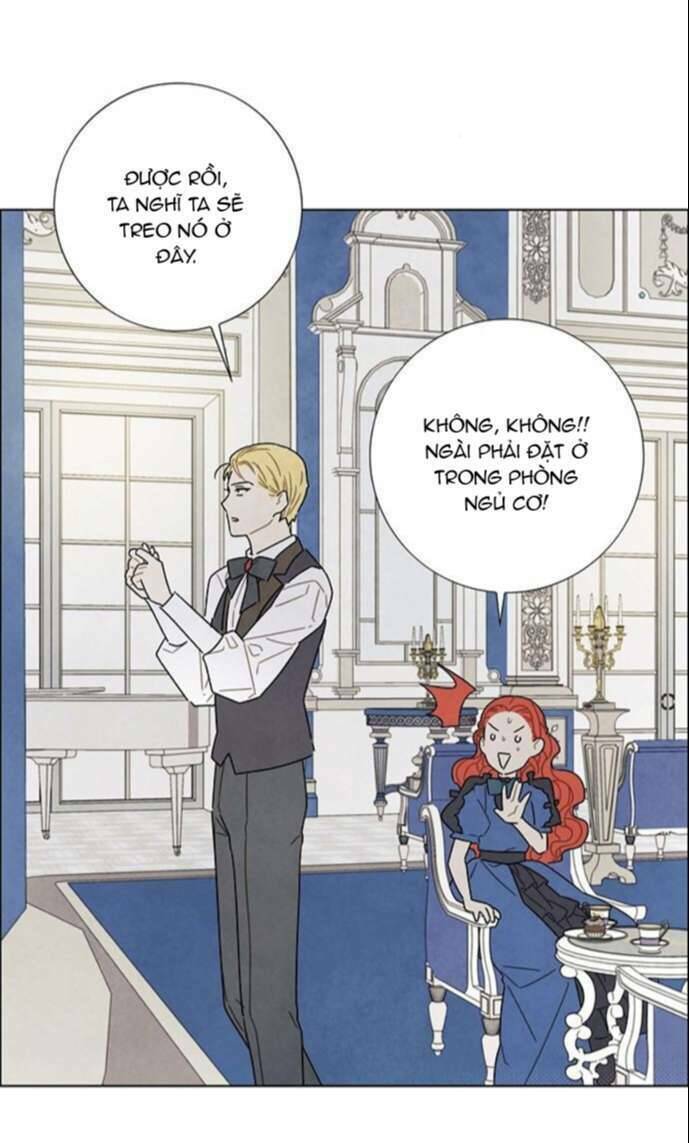 ĐƯỢC RỒI,
TA NGHĨ TA SẼ
TREO NÓ Ở
ĐÂY.
KHÔNG, KHÔNG!!
NGÀI PHẢI ĐẶT Ở
TRONG PHÒNG
NGỦ CƠ!